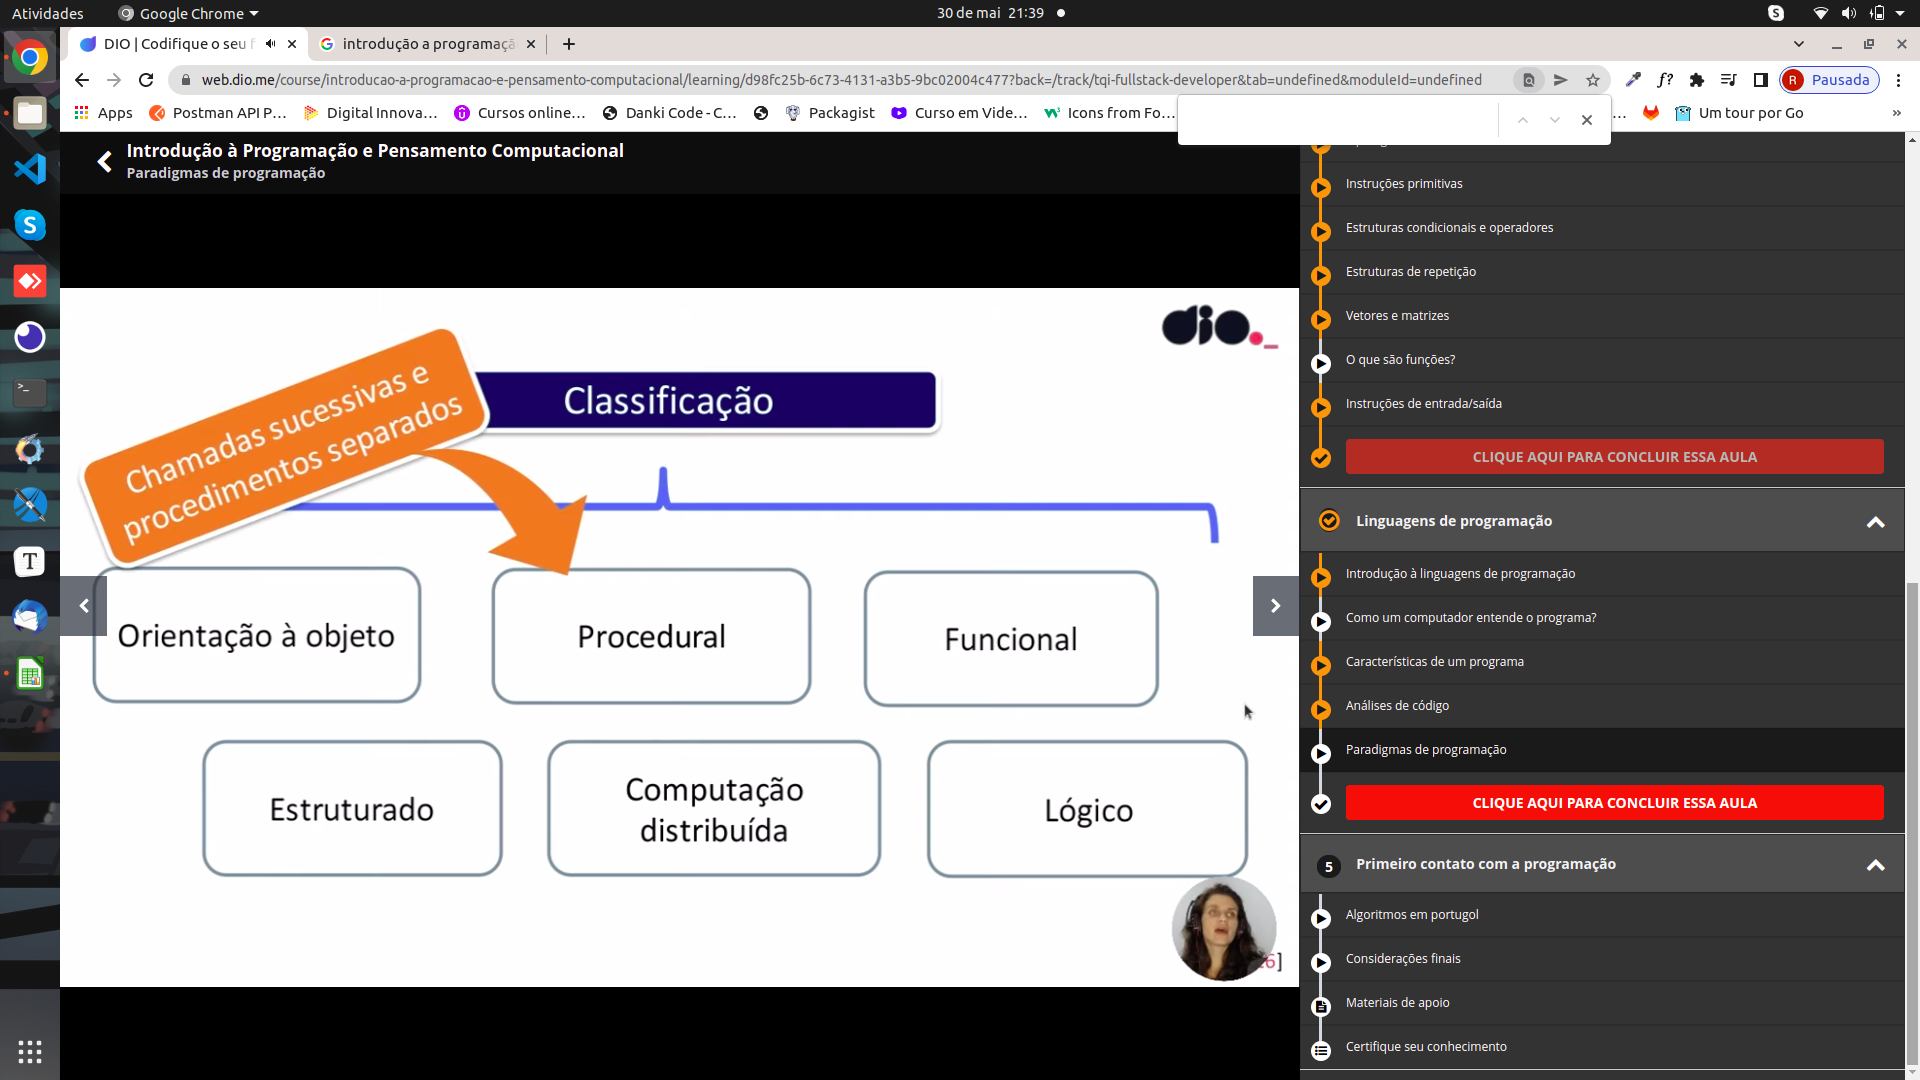 Atividades
Google Chrome
30 de mai 21:39
DIO | Codifique o seu f
introdução a programaçã
web.dio.me/course/introducao-a-programacao-e-pensamento-computacional/learning/d98fc25b-6c73-4131-a3b5-9bc02004c477?back=/track/tqi-fullstack-developer&tab=undefined&moduleId=undefined
f?
R Pausada
Apps
Postman API P...
Digital Innova...
Cursos online...
Danki Code - C...
Packagist
Curso em Vide...
Icons from Fo...
...
Um tour por Go
»
Introdução à Programação e Pensamento Computacional
Paradigmas de programação
dio._
Classificação
Chamadas sucessivas e
procedimentos separados
Orientação à objeto
Procedural
Funcional
Estruturado
Computação
distribuída
Lógico
Instruções primitivas
Estruturas condicionais e operadores
Estruturas de repetição
Vetores e matrizes
O que são funções?
Instruções de entrada/saída
CLIQUE AQUI PARA CONCLUIR ESSA AULA
Linguagens de programação
Introdução à linguagens de programação
Como um computador entende o programa?
Características de um programa
Análises de código
Paradigmas de programação
CLIQUE AQUI PARA CONCLUIR ESSA AULA
5 Primeiro contato com a programação
Algoritmos em portugol
Considerações finais
Materiais de apoio
Certifique seu conhecimento